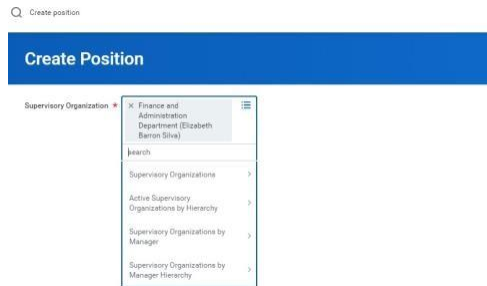 Create position
Create Position
Supervisory Organization *
× Finance and
Administration
Department (Elizabeth
Barron Silva)
search
Supervisory Organizations
Active Supervisory
Organizations by Hierarchy
Supervisory Organizations by
Manager
Supervisory Organizations by
Manager Hierarchy